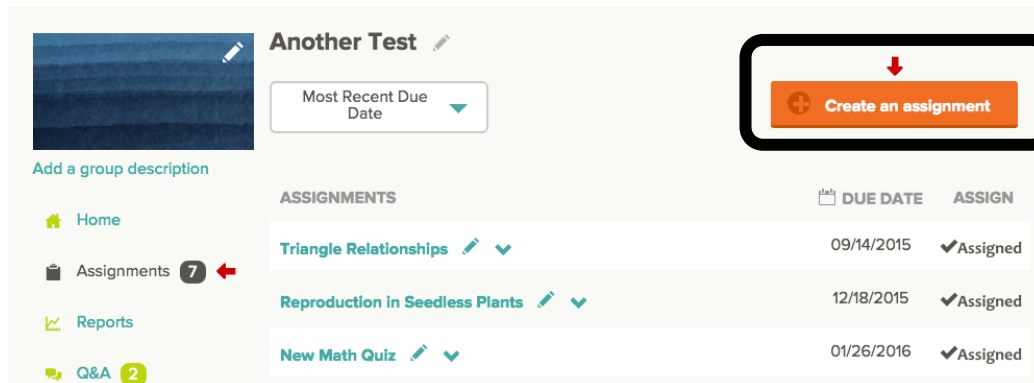 Another Test
Most Recent Due
Date
Create an assignment
Add a group description
Home
Assignments 7
Reports
Q&A 2
ASSIGNMENTS DUE DATE ASSIGN
Triangle Relationships 09/14/2015 Assigned
Reproduction in Seedless Plants 12/18/2015 Assigned
New Math Quiz 01/26/2016 Assigned